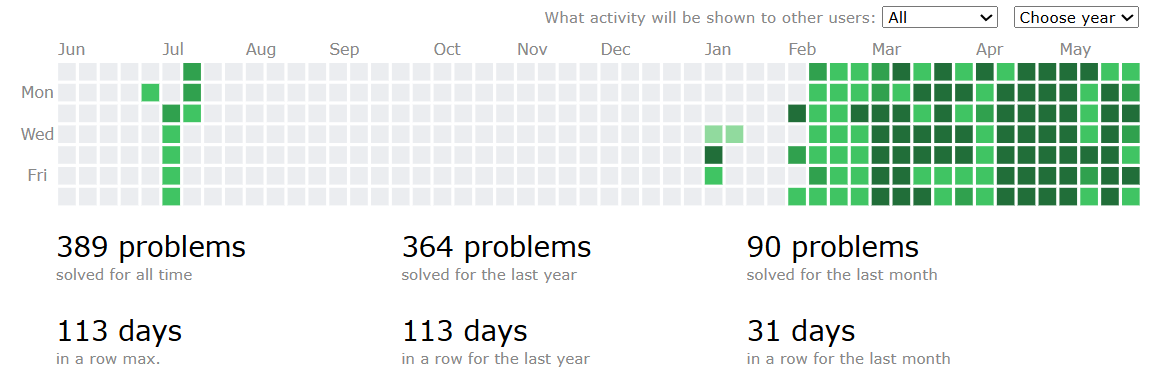 What activity will be shown to other users: All Choose year
Jun Jul Aug Sep Oct Nov Dec Jan Feb Mar Apr May
Mon
Wed
Fri
389 problems 364 problems 90 problems
solved for all time solved for the last year solved for the last month
113 days 113 days 31 days
in a row max. in a row for the last year in a row for the last month